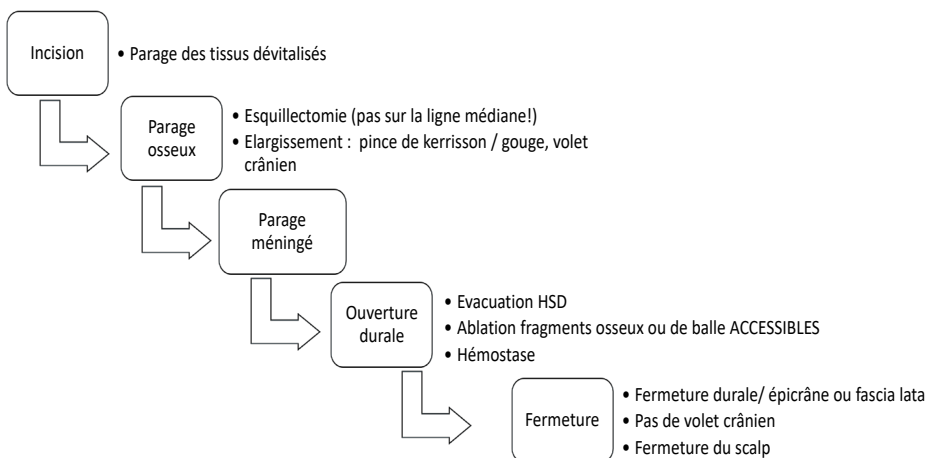 Incision
• Parage des tissus dévitalisés
Parage
osseux
• Esquillectomie (pas sur la ligne médiane!)
• Elargissement : pince de kerrisson / gouge, volet
crânien
Parage
méningé
Ouverture
durale
• Evacuation HSD
• Ablation fragments osseux ou de balle ACCESSIBLES
• Hémostase
Fermeture
• Fermeture durale/ épicrâne ou fascia lata
• Pas de volet crânien
• Fermeture du scalp